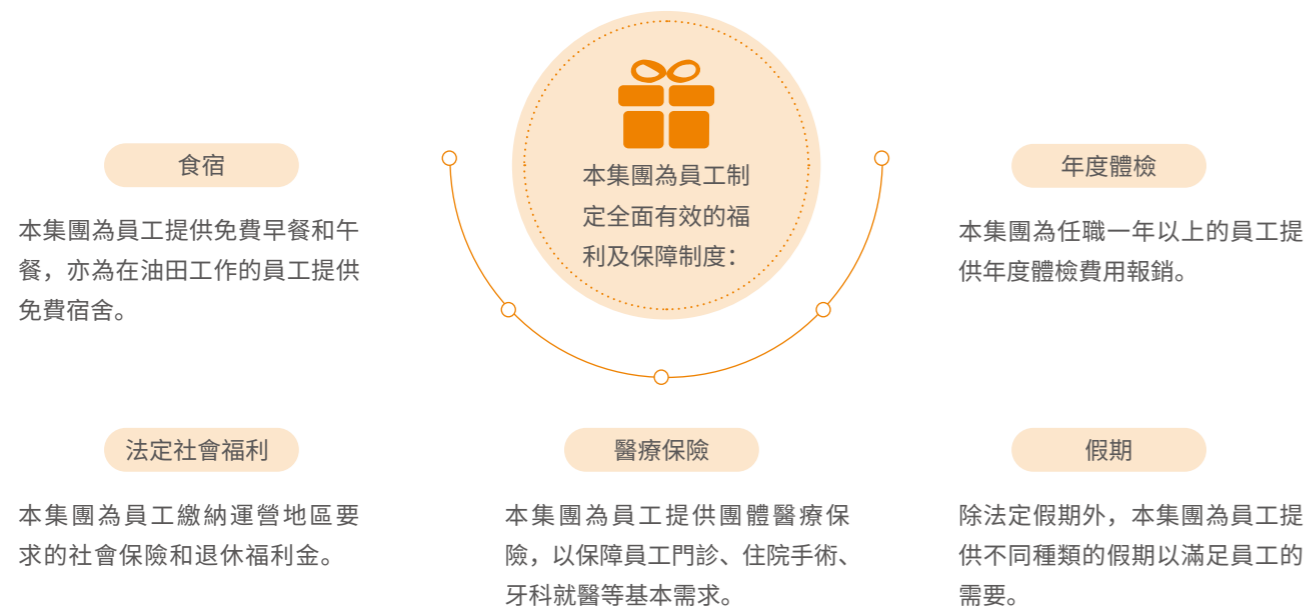 本集團為員工制
定全面有效的福
利及保障制度：
食宿
本集團為員工提供免費早餐和午
餐，亦為在油田工作的員工提供
免費宿舍。
年度體檢
本集團為任職一年以上的員工提
供年度體檢費用報銷。
法定社會福利
本集團為員工繳納運營地區要
求的社會保險和退休福利金。
醫療保險
本集團為員工提供團體醫療保
險，以保障員工門診、住院手術、
牙科就醫等基本需求。
假期
除法定假期外，本集團為員工提
供不同種類的假期以滿足員工的
需要。